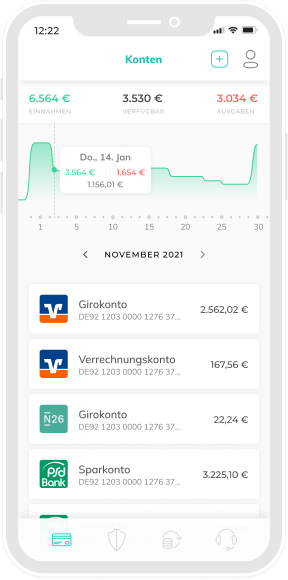 12:22
Konten
6.564 € 3.530 € 3.034 €
EINNAHMEN VERFÜGBAR AUSGABEN
Do., 14. Jan
3.564 € 1.654 €
1.156,01 €
1 5 10 15 20 25 30
NOVEMBER 2021
Girokonto
DE92 1203 0000 1276 37...
2.562,02 €
Verrechnungskonto
DE92 1203 0000 1276 37...
167,56 €
N26
Girokonto
DE92 1203 0000 1276 37...
22,24 €
PSD
Bank
Sparkonto
DE92 1203 0000 1276 37...
3.225,10 €